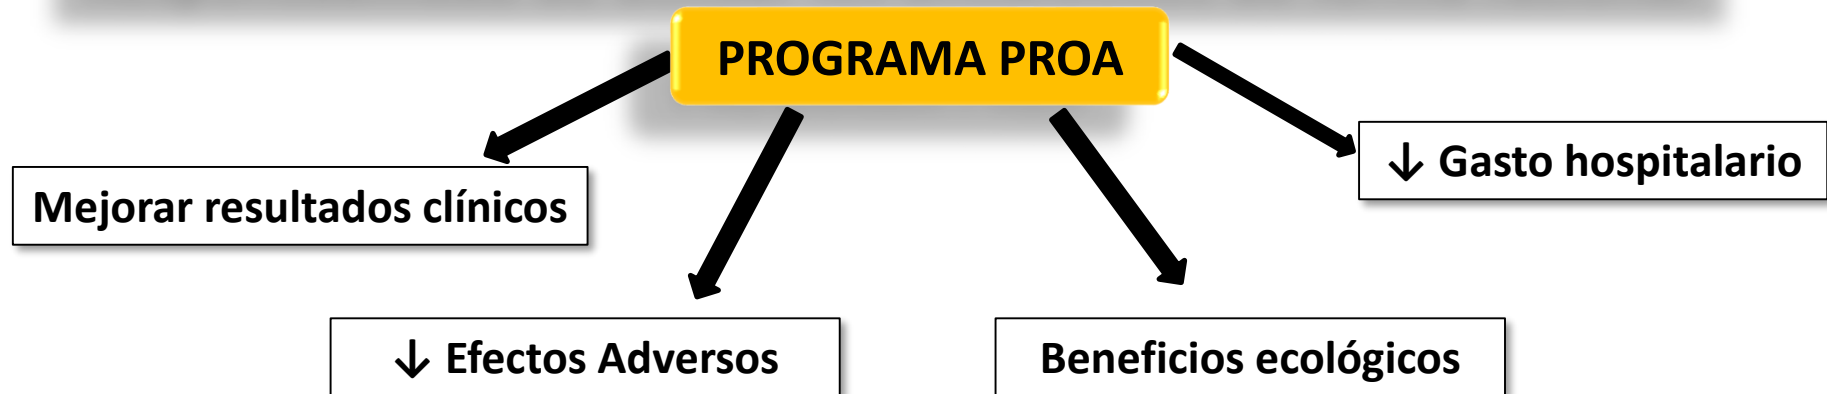 PROGRAMA PROA
↓ Gasto hospitalario
Mejorar resultados clínicos
↓ Efectos Adversos
Beneficios ecológicos